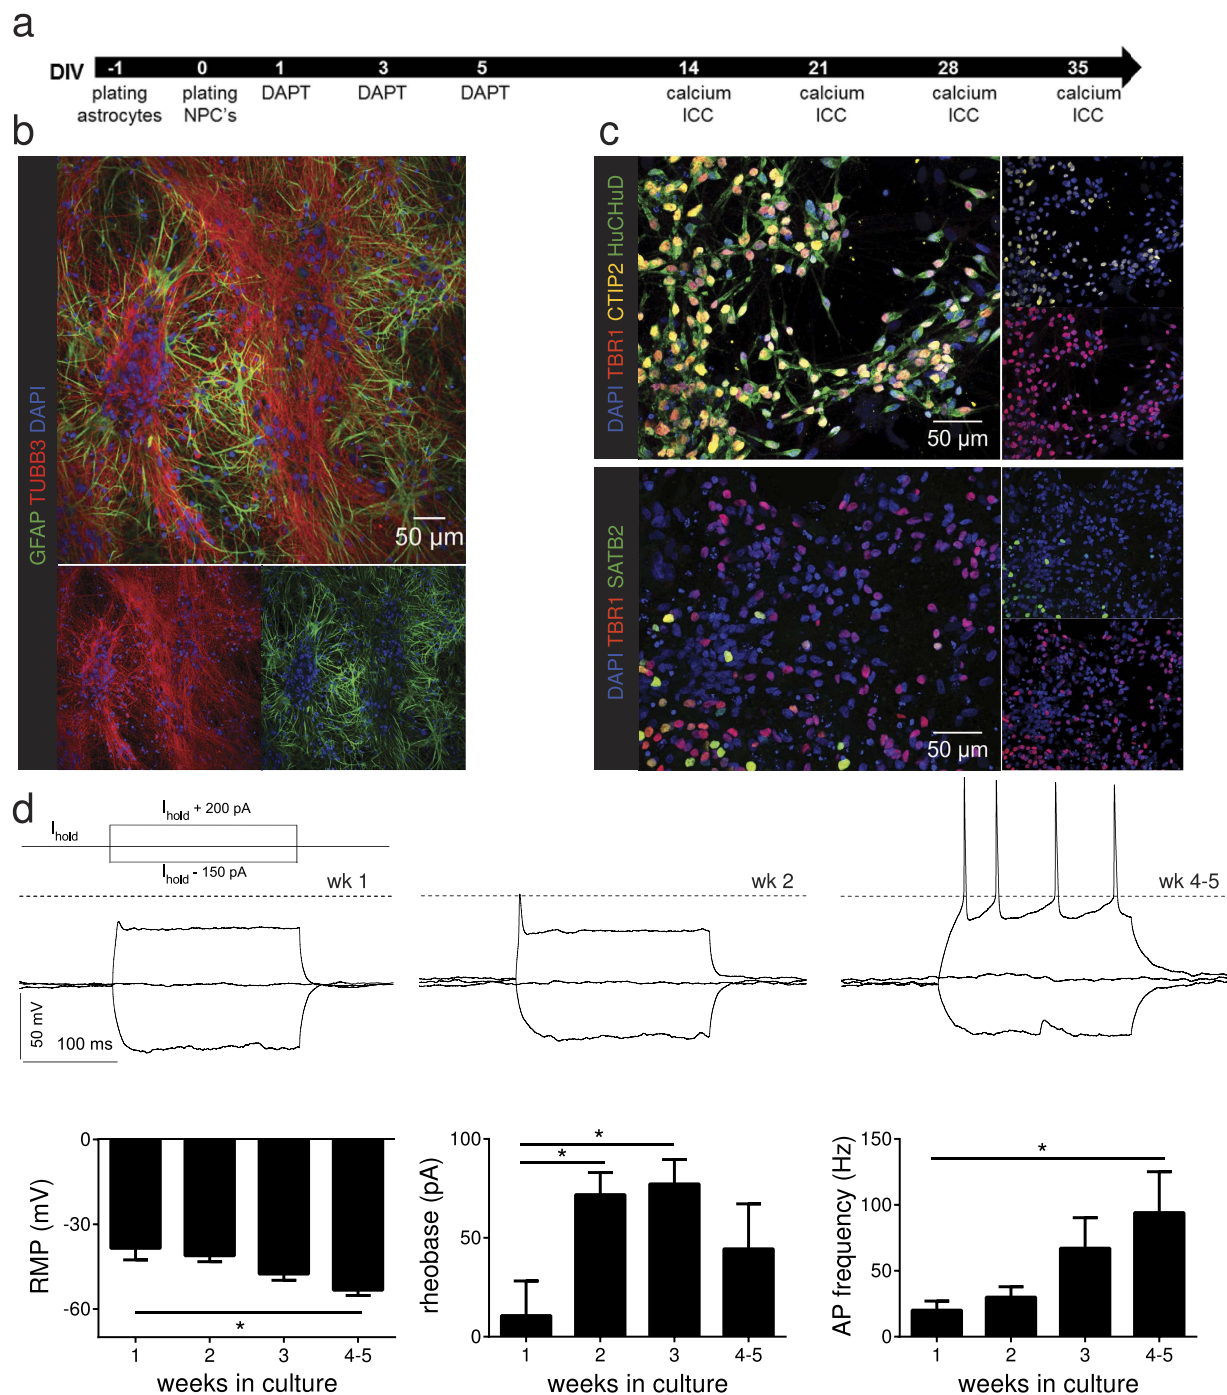 a
DIV -1 0 1 3 5 14 21 28 35
plating astrocytes
plating NPC's
DAPT
DAPT
DAPT
calcium ICC
calcium ICC
calcium ICC
calcium ICC
b
GFAP TUBB3 DAPI
50 µm
c
DAPI TBR1 CTIP2 HuCHuD
50 µm
DAPI TBR1 SATB2
50 µm
d
Ihold
Ihold + 200 pA
Ihold - 150 pA
wk 1
wk 2
wk 4-5
50 mV
100 ms
RMP (mV)
0
-30
-60
*
1 2 3 4-5
weeks in culture
rheobase (pA)
100
50
0
*
*
1 2 3 4-5
weeks in culture
AP frequency (Hz)
150
100
50
0
*
1 2 3 4-5
weeks in culture